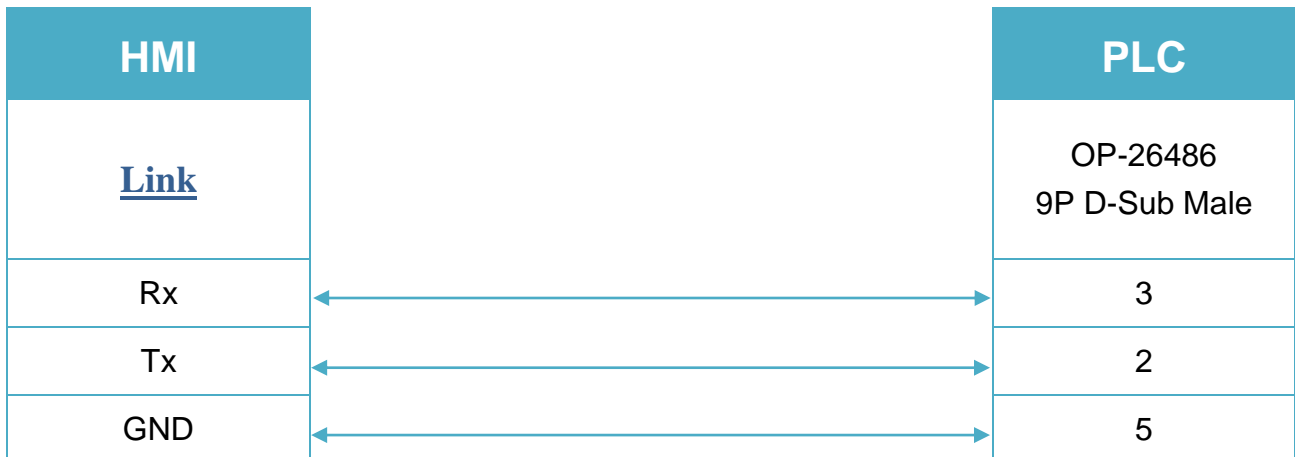 HMI
PLC
Link
OP-26486
9P D-Sub Male
Rx
3
Tx
2
GND
5